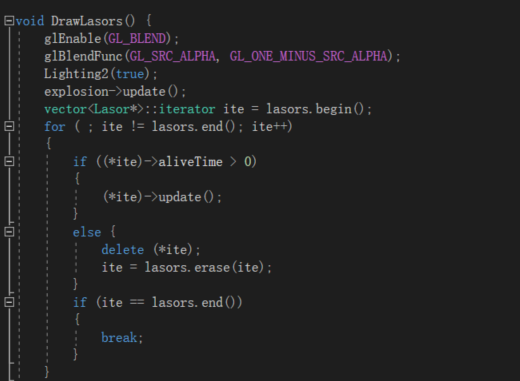 void DrawLasors() {
glEnable(GL_BLEND);
glBlendFunc(GL_SRC_ALPHA, GL_ONE_MINUS_SRC_ALPHA);
Lighting2(true);
explosion->update();
vector<Lasor*>::iterator ite = lasors.begin();
for ( ; ite != lasors.end(); ite++)
{
if ((*ite)->aliveTime > 0)
{
(*ite)->update();
}
else {
delete (*ite);
ite = lasors.erase(ite);
}
if (ite == lasors.end())
{
break;
}
}